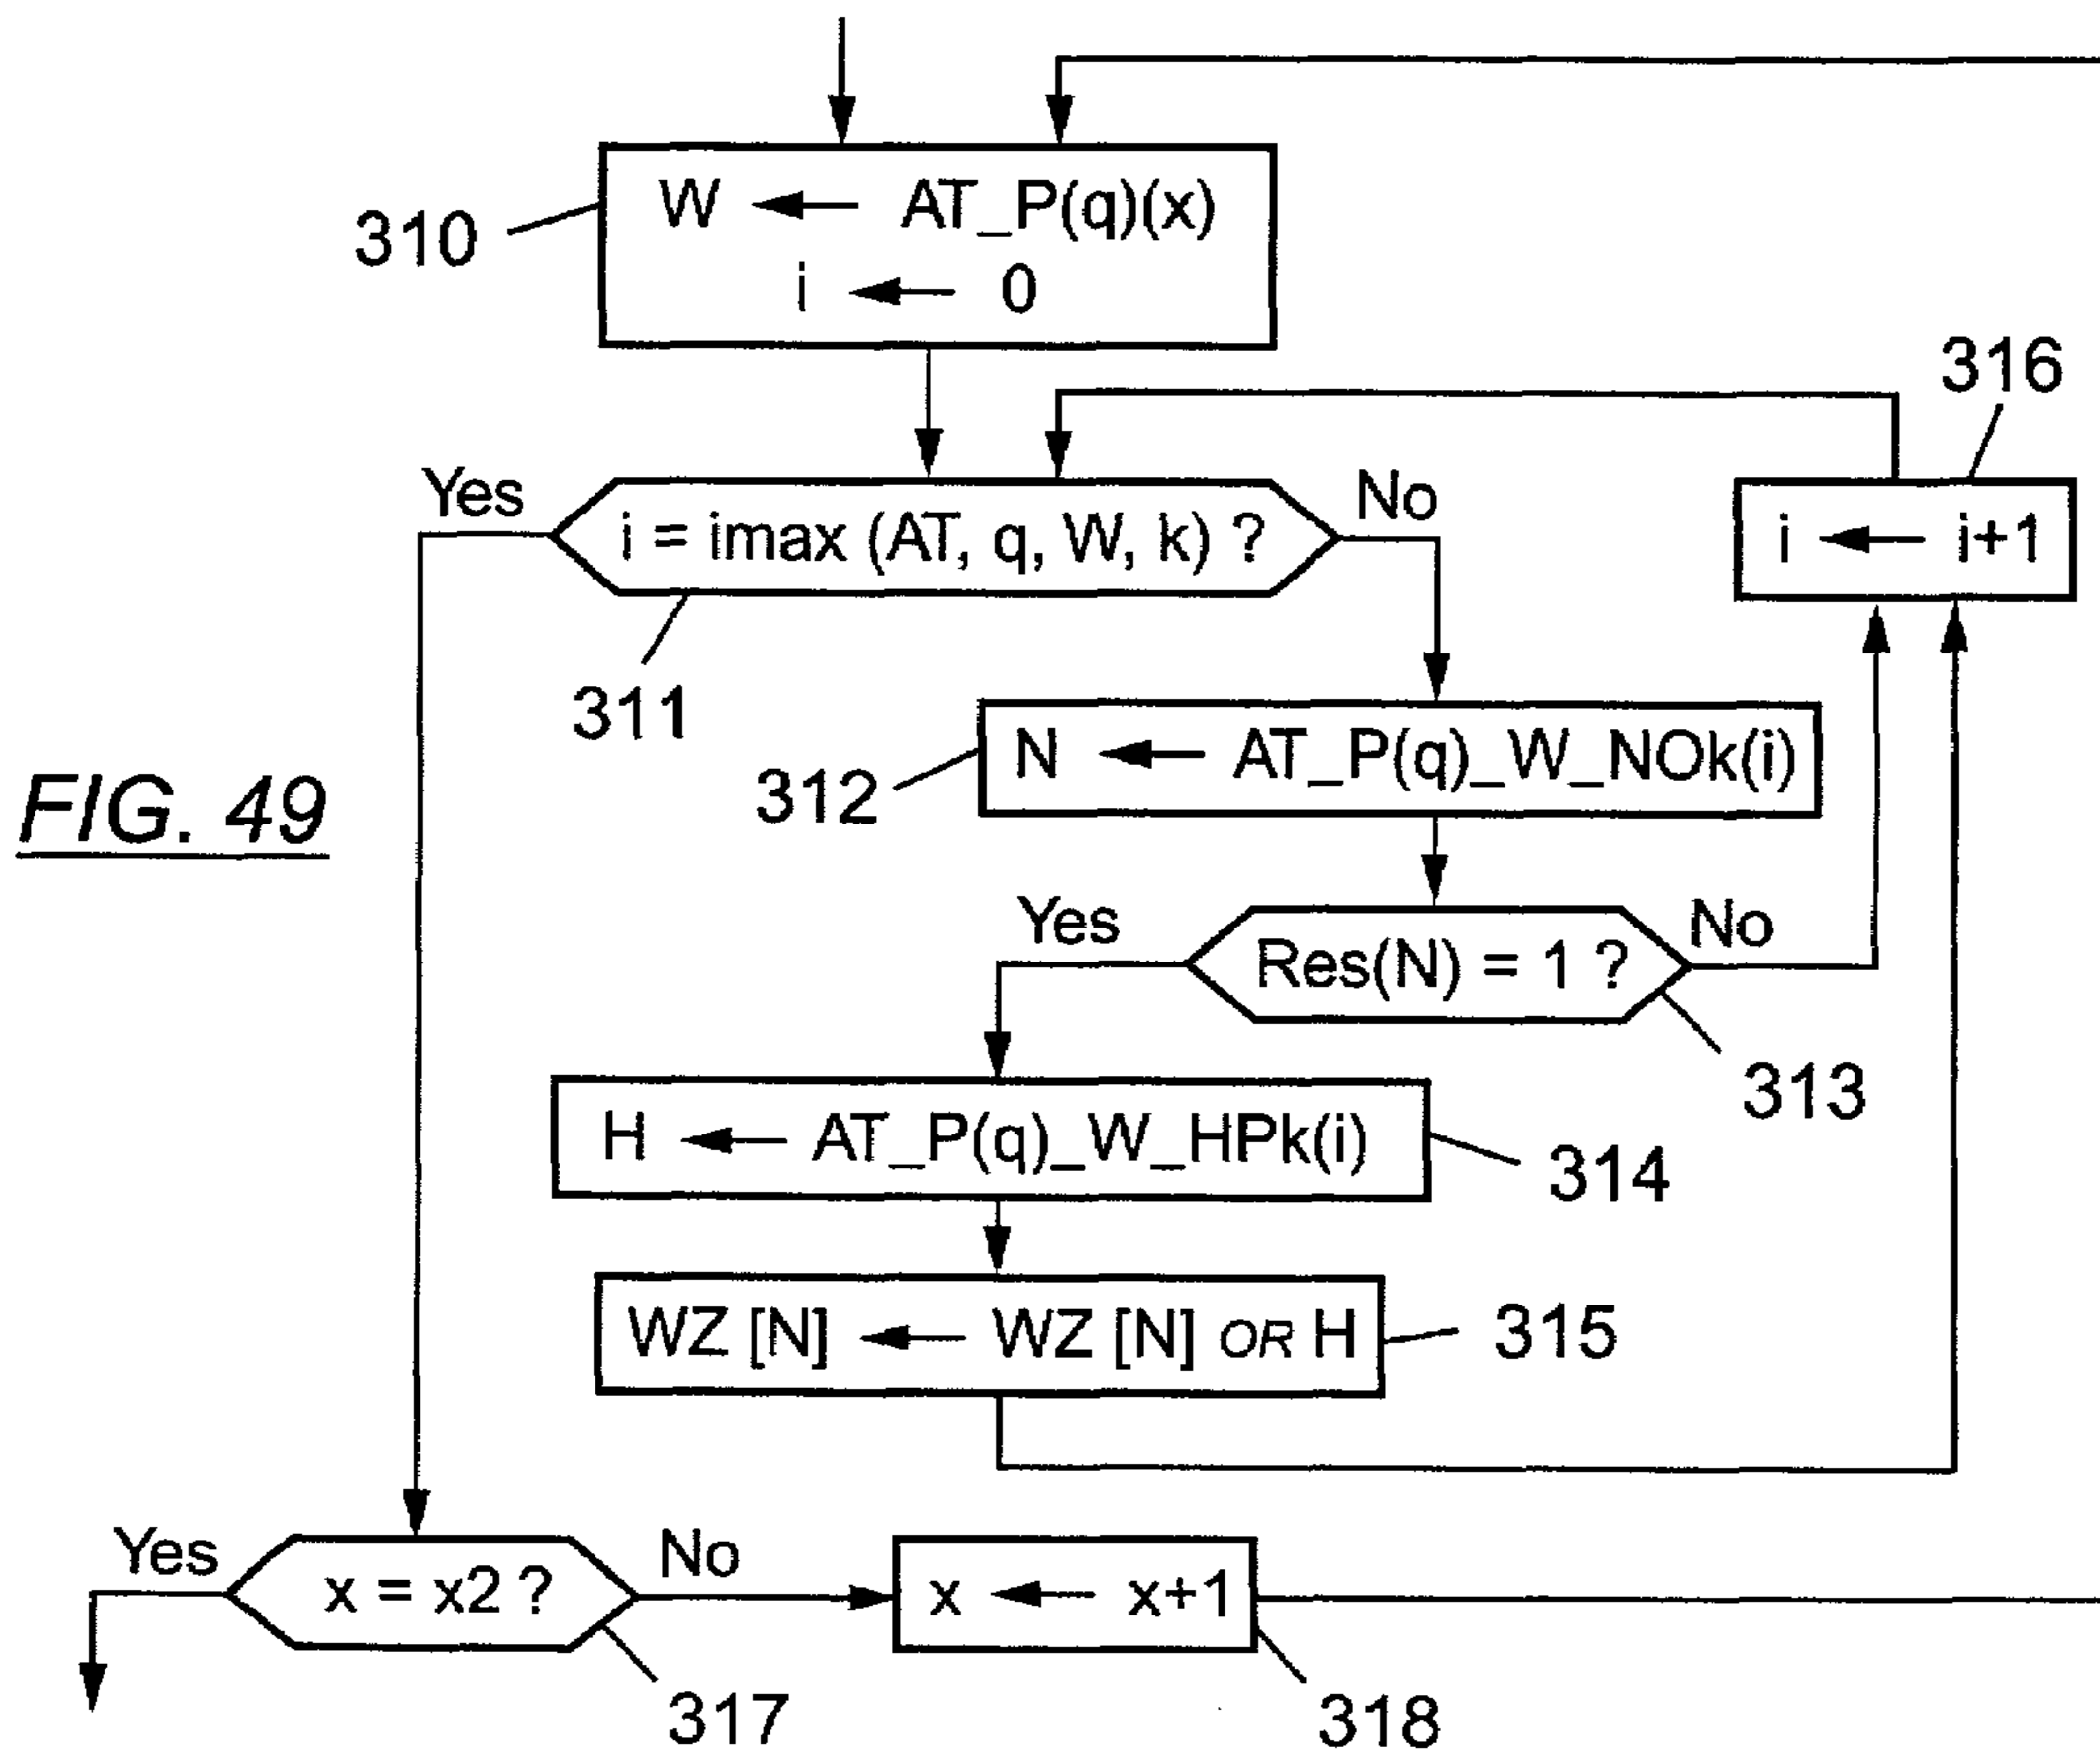 W ← AT_P(q)(x)
i ← 0
310
316
Yes
i = imax (AT, q, W, k) ?
No
i ← i+1
311
N ← AT_P(q)_W_NOk(i)
312
FIG. 49
Yes
Res(N) = 1 ?
No
313
H ← AT_P(q)_W_HPk(i)
314
WZ [N] ← WZ [N] OR H
315
Yes
x = x2 ?
No
x ← x+1
317
318